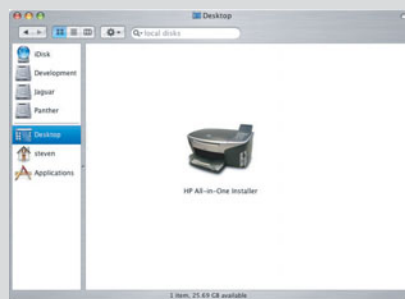 Desktop
local disks
iDisk
Development
Jaguar
Panther
Desktop
steven
Applications
HP All-in-One Installer
1 item, 25.69 GB available